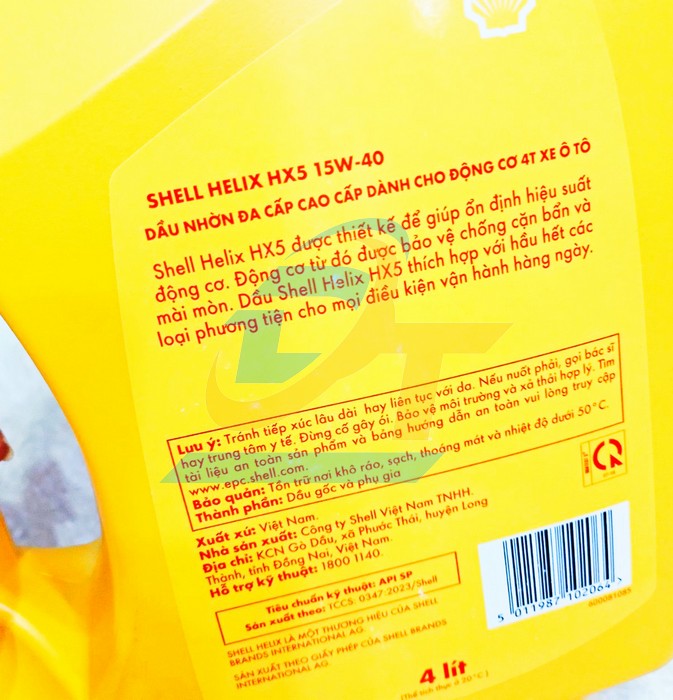 SHELL HELIX HX5 15W-40
DẦU NHỜN ĐA CẤP CAO CẤP DÀNH CHO ĐỘNG CƠ 4T XE Ô TÔ
Shell Helix HX5 được thiết kế để giúp ổn định hiệu suất
động cơ. Động cơ từ đó được bảo vệ chống cặn bẩn và
mài mòn. Dầu Shell Helix HX5 thích hợp với hầu hết các
loại phương tiện cho mọi điều kiện vận hành hàng ngày.
Lưu ý: Tránh tiếp xúc lâu dài hay liên tục với da. Nếu nuốt phải, gọi bác sĩ
hay trung tâm y tế. Đừng cố gây ói. Bảo vệ môi trường và xả thải hợp lý. Tìm
tài liệu an toàn sản phẩm và bảng hướng dẫn an toàn vui lòng truy cập
www.epc.shell.com.
Bảo quản: Tồn trữ nơi khô ráo, sạch, thoáng mát và nhiệt độ dưới 50°C.
Thành phần: Dầu gốc và phụ gia
Xuất xứ: Việt Nam.
Nhà sản xuất: Công ty Shell Việt Nam TNHH.
Địa chỉ: KCN Gò Dầu, xã Phước Thái, huyện Long
Thành, tỉnh Đồng Nai, Việt Nam.
Hỗ trợ kỹ thuật: 1800 1140.
Tiêu chuẩn kỹ thuật: API SP
Sản xuất theo: TCCS: 0347:2023/Shell
SHELL HELIX LÀ MỘT THƯƠNG HIỆU CỦA SHELL
BRANDS INTERNATIONAL AG.
SẢN XUẤT THEO GIẤY PHÉP CỦA SHELL BRANDS
INTERNATIONAL AG
4 lít
(Thể tích thực ở 20°C)
5 011987 102064 >
DT